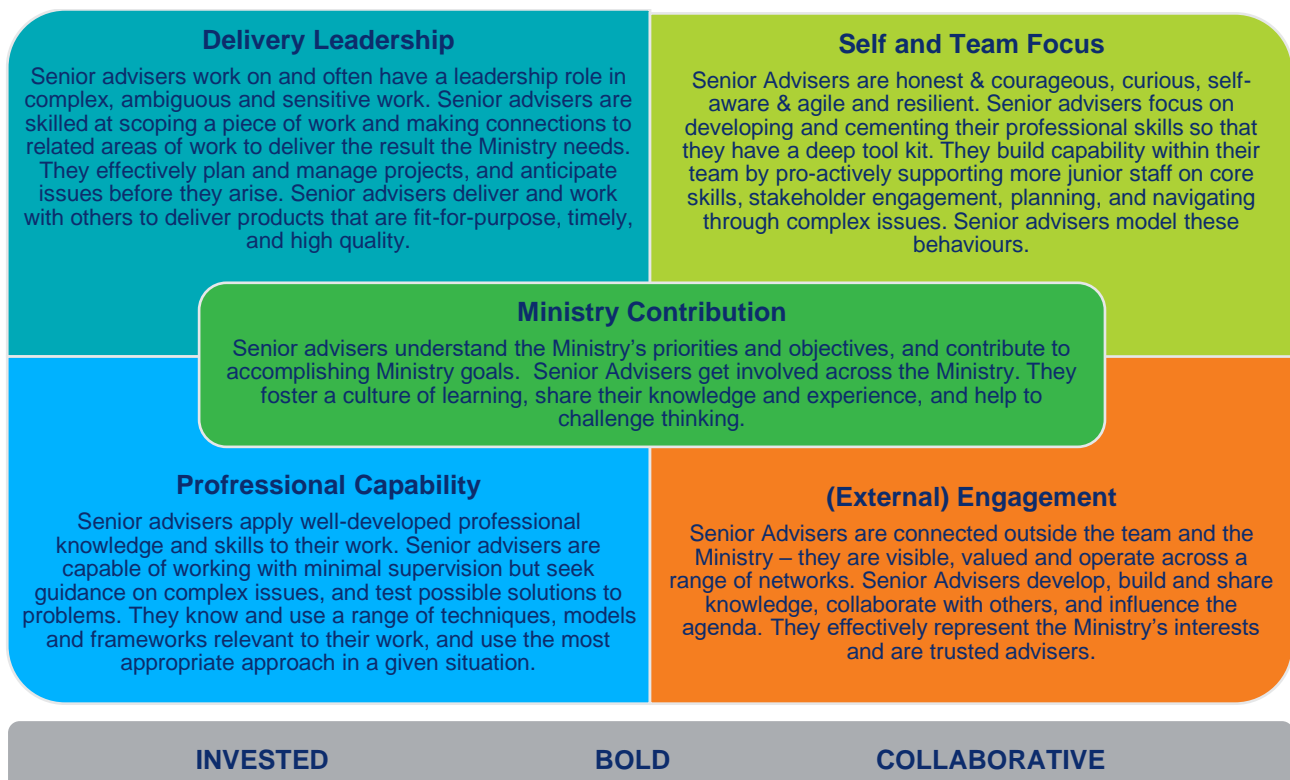 Delivery Leadership
Senior advisers work on and often have a leadership role in
complex, ambiguous and sensitive work. Senior advisers are
skilled at scoping a piece of work and making connections to
related areas of work to deliver the result the Ministry needs.
They effectively plan and manage projects, and anticipate
issues before they arise. Senior advisers deliver and work
with others to deliver products that are fit-for-purpose, timely,
and high quality.
Self and Team Focus
Senior Advisers are honest & courageous, curious, self-
aware & agile and resilient. Senior advisers focus on
developing and cementing their professional skills so that
they have a deep tool kit. They build capability within their
team by pro-actively supporting more junior staff on core
skills, stakeholder engagement, planning, and navigating
through complex issues. Senior advisers model these
behaviours.
Ministry Contribution
Senior advisers understand the Ministry’s priorities and objectives, and contribute to
accomplishing Ministry goals.  Senior Advisers get involved across the Ministry. They
foster a culture of learning, share their knowledge and experience, and help to
challenge thinking.
Profressional Capability
Senior advisers apply well-developed professional
knowledge and skills to their work. Senior advisers are
capable of working with minimal supervision but seek
guidance on complex issues, and test possible solutions to
problems. They know and use a range of techniques, models
and frameworks relevant to their work, and use the most
appropriate approach in a given situation.
(External) Engagement
Senior Advisers are connected outside the team and the
Ministry – they are visible, valued and operate across a
range of networks. Senior Advisers develop, build and share
knowledge, collaborate with others, and influence the
agenda. They effectively represent the Ministry’s interests
and are trusted advisers.
INVESTED BOLD COLLABORATIVE